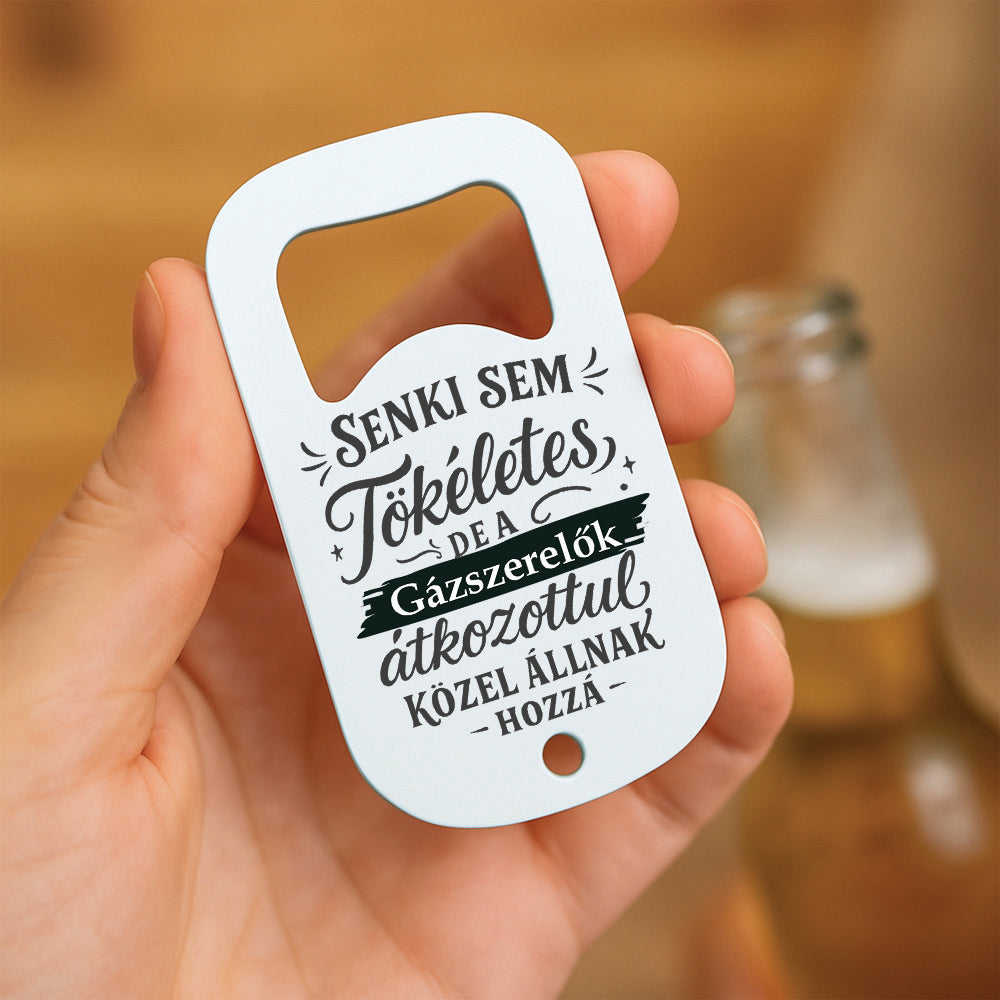 SENKI SEM
Tökéletes
DE A
Gázszerelők
átkozottul
KÖZEL ÁLLNAK
- HOZZÁ -